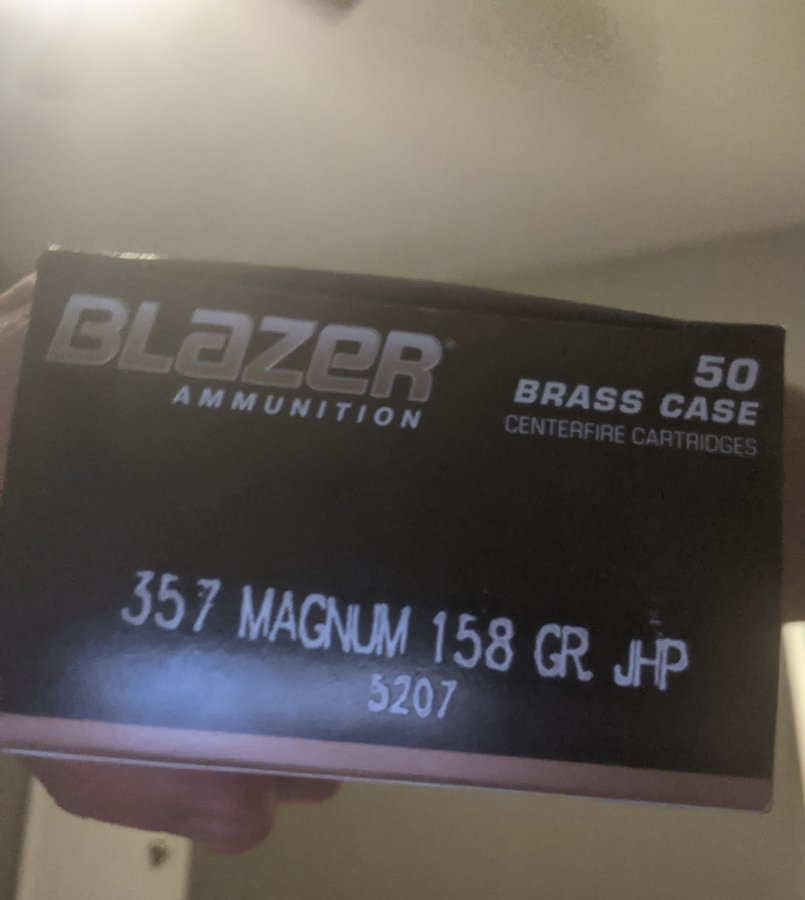 BLaZeR®
AMMUNITION
50
BRASS CASE
CENTERFIRE CARTRIDGES
357 MAGNUM 158 GR. JHP
5207